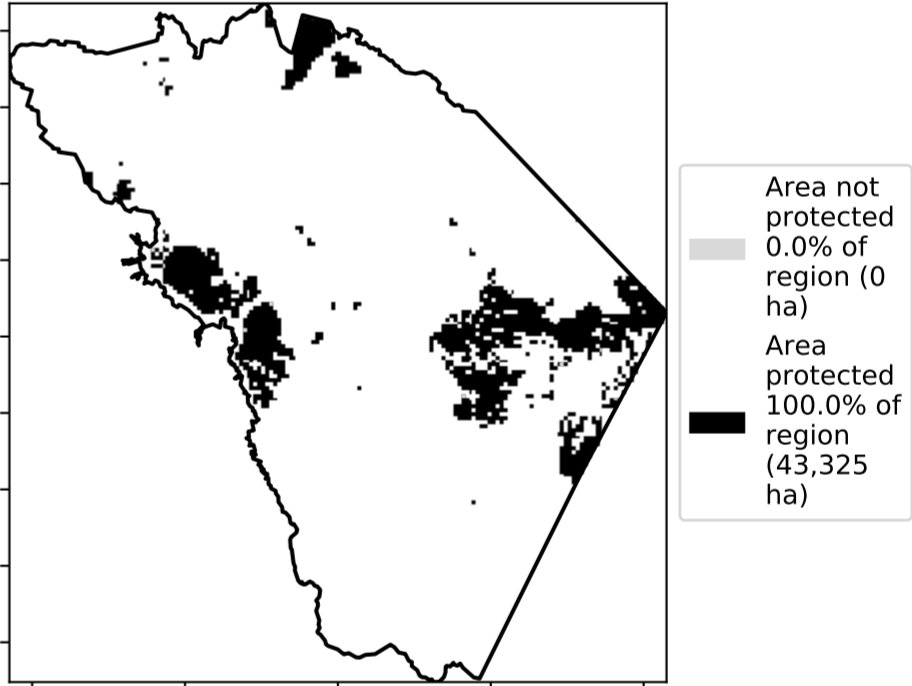 Area not
protected
0.0% of
region (0
ha)
Area
protected
100.0% of
region
(43,325
ha)